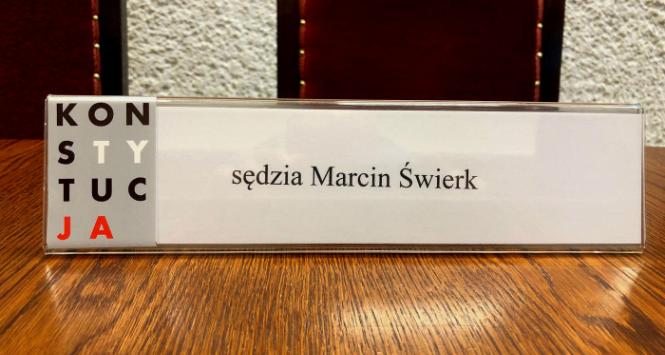 KON
STY
TUC
JA
sędzia Marcin Świerk